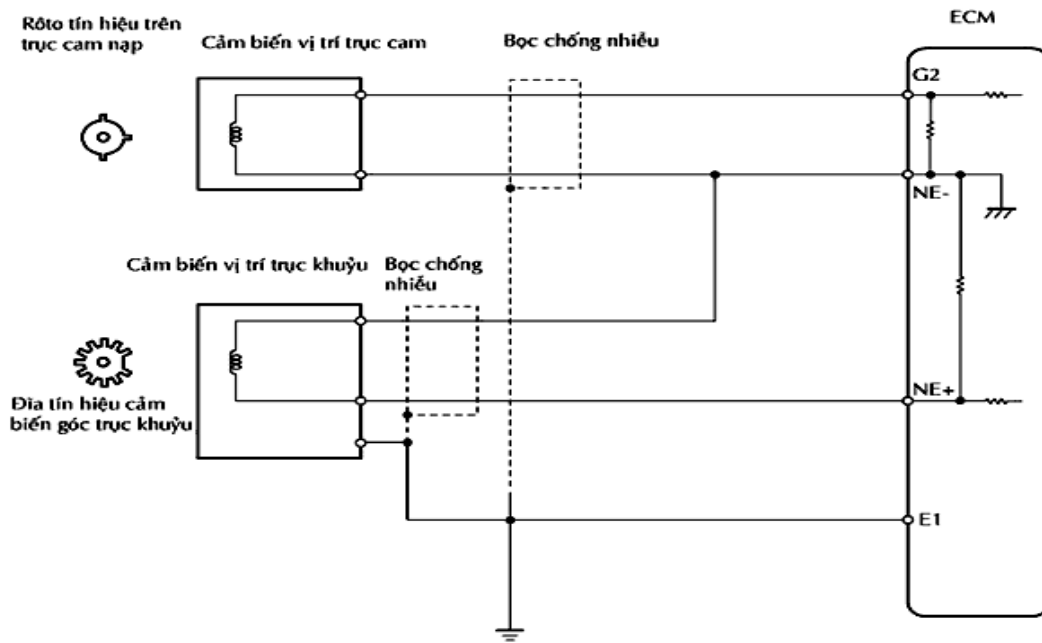 Rôto tín hiệu trên
trục cam nạp
Cảm biến vị trí trục cam
Bọc chống nhiễu
ECM
G2
NE-
Cảm biến vị trí trục khuỷu
Bọc chống
nhiễu
Đĩa tín hiệu cảm
biến góc trục khuỷu
NE+
E1